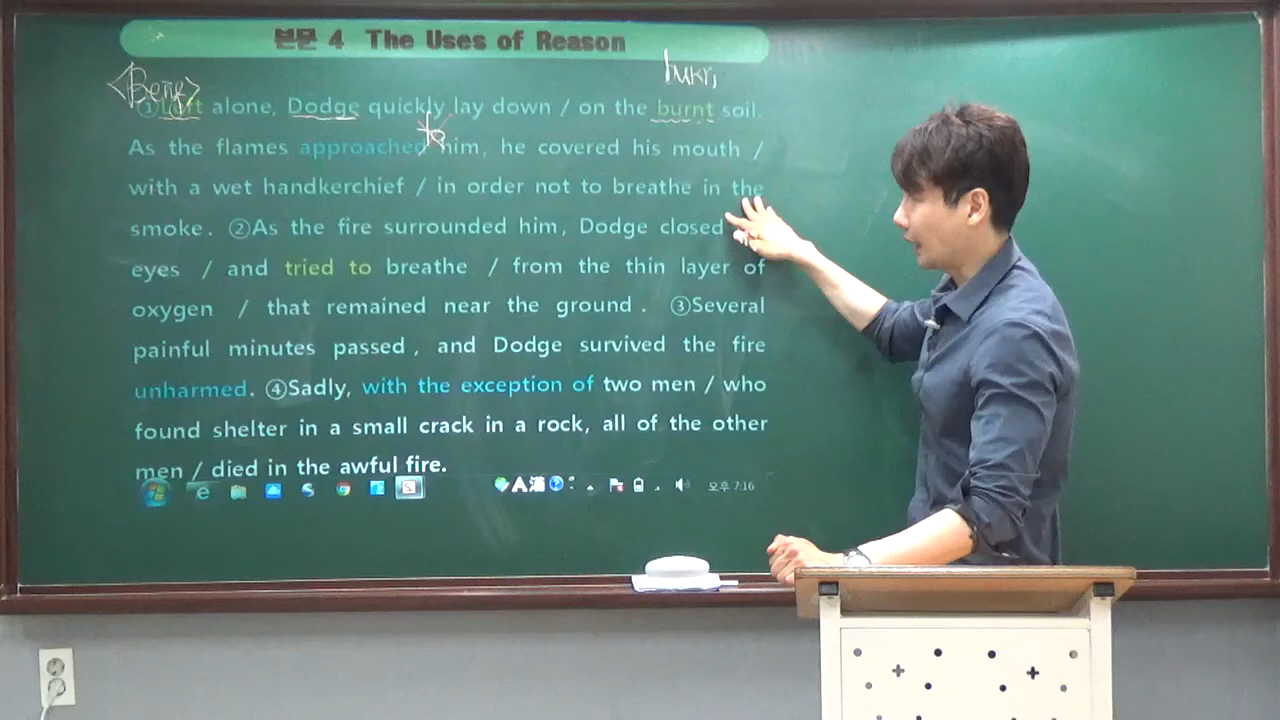 본문 4 The Uses of Reason
<Being>
①Left alone, Dodge quickly lay down / on the burnt soil.
As the flames approached him, he covered his mouth /
with a wet handkerchief / in order not to breathe in the
smoke. ②As the fire surrounded him, Dodge closed
eyes / and tried to breathe / from the thin layer of
oxygen / that remained near the ground. ③Several
painful minutes passed, and Dodge survived the fire
unharmed. ④Sadly, with the exception of two men / who
found shelter in a small crack in a rock, all of the other
men / died in the awful fire.
A 漢 ?
오후 7:16